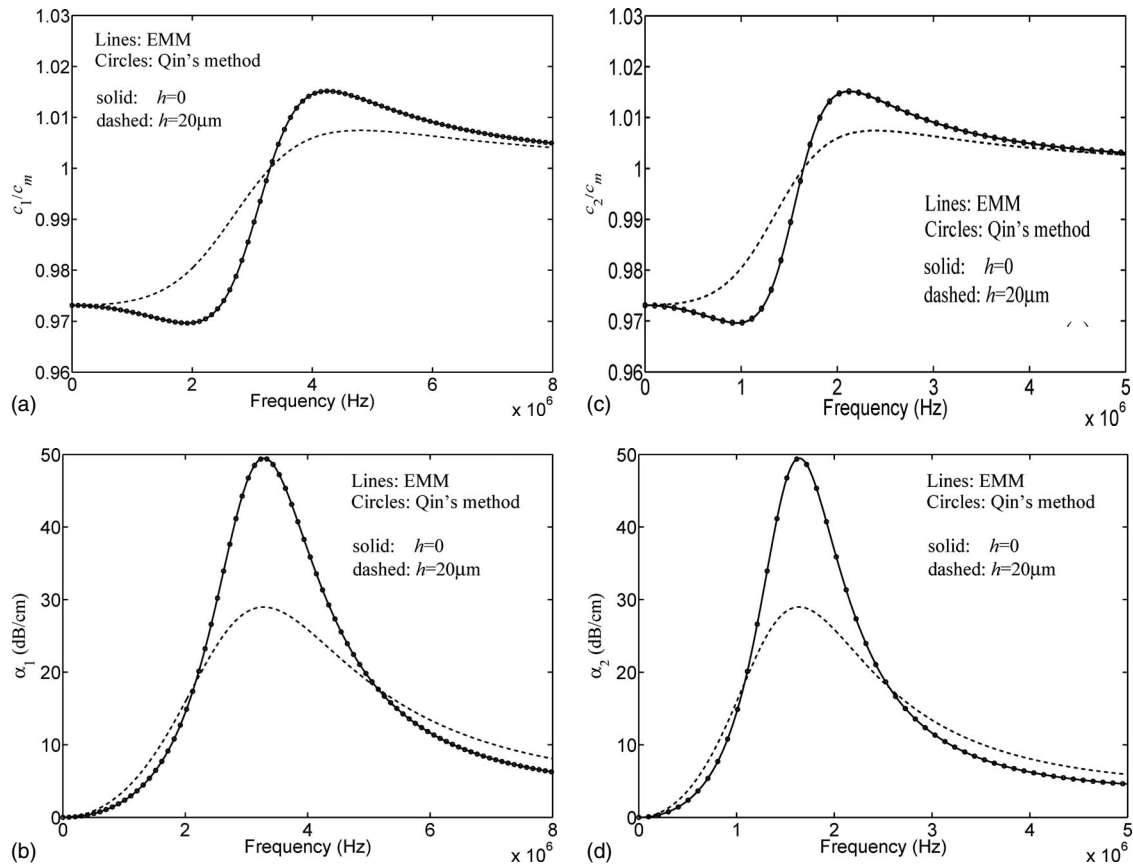 1.03
1.02
1.01
1
0.99
0.98
0.97
0.96
c1/cm
Lines: EMM
Circles: Qin's method
solid: h=0
dashed: h=20μm
0 2 4 6 8
Frequency (Hz)
x 10^6
(a)
1.03
1.02
1.01
1
0.99
0.98
0.97
0.96
c2/cm
Lines: EMM
Circles: Qin's method
solid: h=0
dashed: h=20μm
0 1 2 3 4 5
Frequency (Hz)
x 10^6
(c)
50
40
30
20
10
0
α1 (dB/cm)
Lines: EMM
Circles: Qin's method
solid: h=0
dashed: h=20μm
0 2 4 6 8
Frequency (Hz)
x 10^6
(b)
50
40
30
20
10
0
α2 (dB/cm)
Lines: EMM
Circles: Qin's method
solid: h=0
dashed: h=20μm
0 1 2 3 4 5
Frequency (Hz)
x 10^6
(d)